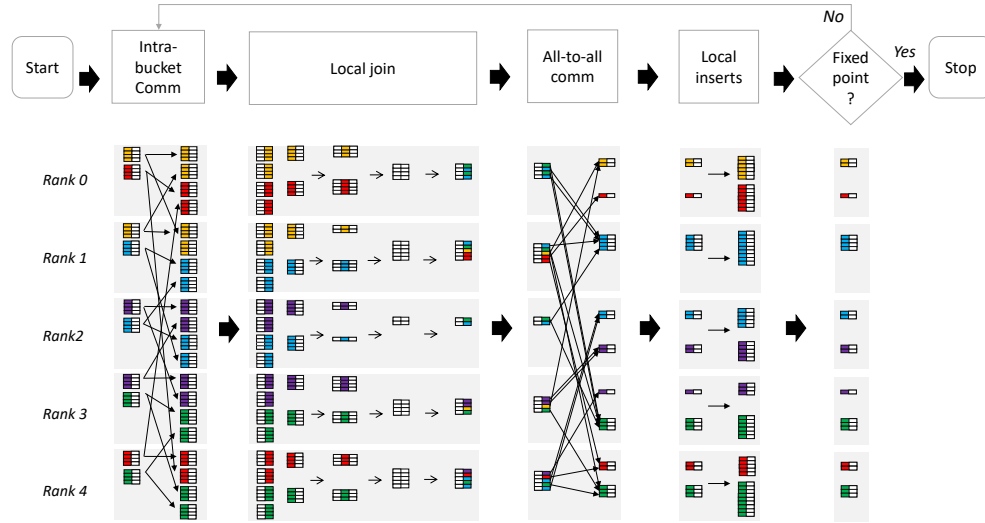 No
Start
Intra-
bucket
Comm
Local join
All-to-all
comm
Local
inserts
Fixed
point
?
Yes
Stop
Rank 0
Rank 1
Rank2
Rank 3
Rank 4